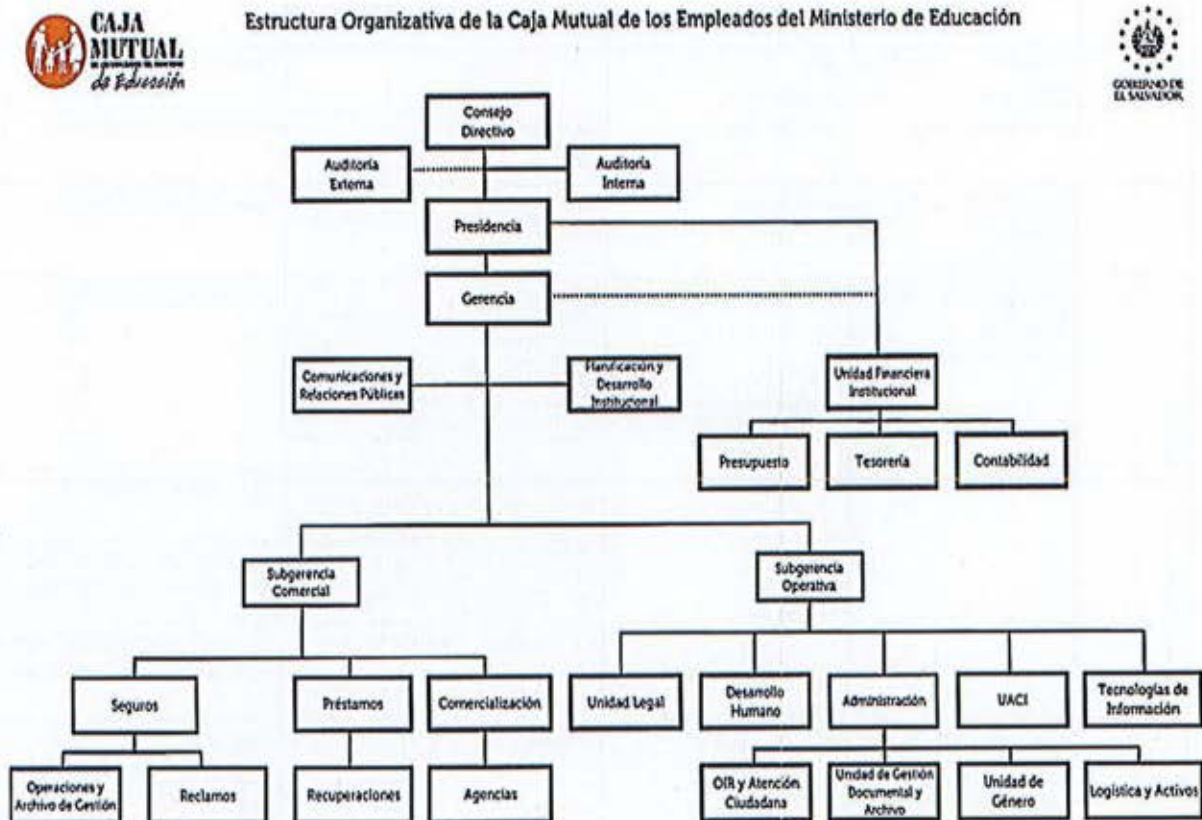 Estructura Organizativa de la Caja Mutual de los Empleados del Ministerio de Educación
CAJA
MUTUAL
de Educación
GOBIERNO DE
EL SALVADOR
Consejo
Directivo
Auditoría
Externa
Auditoría
Interna
Presidencia
Gerencia
Comunicaciones y
Relaciones Públicas
Planificación y
Desarrollo
Institucional
Unidad Financiera
Institucional
Presupuesto
Tesorería
Contabilidad
Subgerencia
Comercial
Subgerencia
Operativa
Seguros
Préstamos
Comercialización
Unidad Legal
Desarrollo
Humano
Administración
UACI
Tecnologías de
Información
Operaciones y
Archivo de Gestión
Reclamos
Recuperaciones
Agencias
OIR y Atención
Ciudadana
Unidad de Gestión
Documental y
Archivo
Unidad de
Género
Logística y Activos